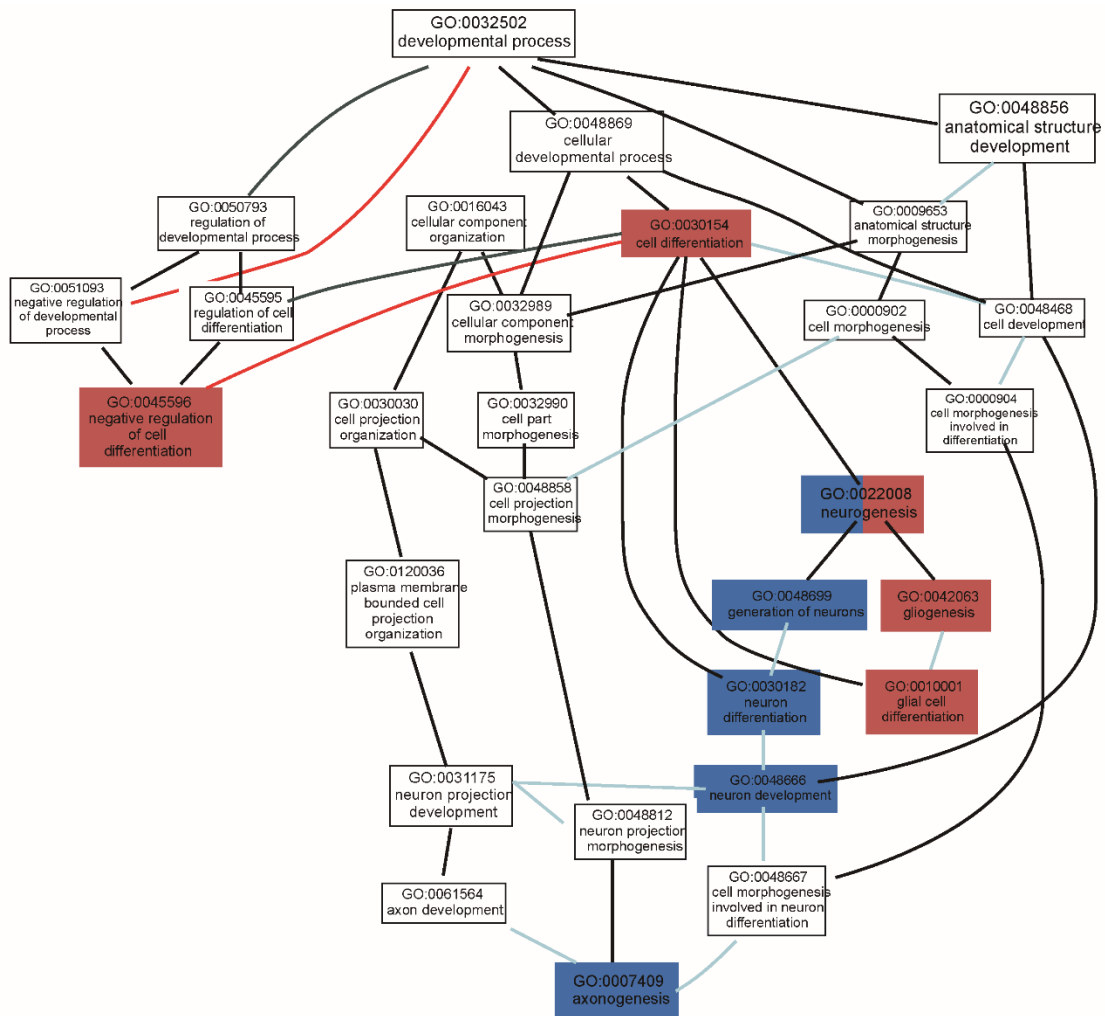 GO:0032502
developmental process
GO:0048856
anatomical structure
development
GO:0048869
cellular
developmental process
GO:0050793
regulation of
developmental process
GO:0016043
cellular component
organization
GO:0030154
cell differentiation
GO:0009653
anatomical structure
morphogenesis
GO:0051093
negative regulation
of developmental
process
GO:0045595
regulation of cell
differentiation
GO:0032989
cellular component
morphogenesis
GO:0000902
cell morphogenesis
GO:0048468
cell development
GO:0045596
negative regulation
of cell
differentiation
GO:0030030
cell projection
organization
GO:0032990
cell part
morphogenesis
GO:0000904
cell morphogenesis
involved in
differentiation
GO:0048858
cell projection
morphogenesis
GO:0022008
neurogenesis
GO:0120036
plasma membrane
bounded cell
projection
organization
GO:0048699
generation of neurons
GO:0042063
gliogenesis
GO:0030182
neuron
differentiation
GO:0010001
glial cell
differentiation
GO:0031175
neuron projection
development
GO:0048666
neuron development
GO:0048812
neuron projection
morphogenesis
GO:0061564
axon development
GO:0048667
cell morphogenesis
involved in neuron
differentiation
GO:0007409
axonogenesis